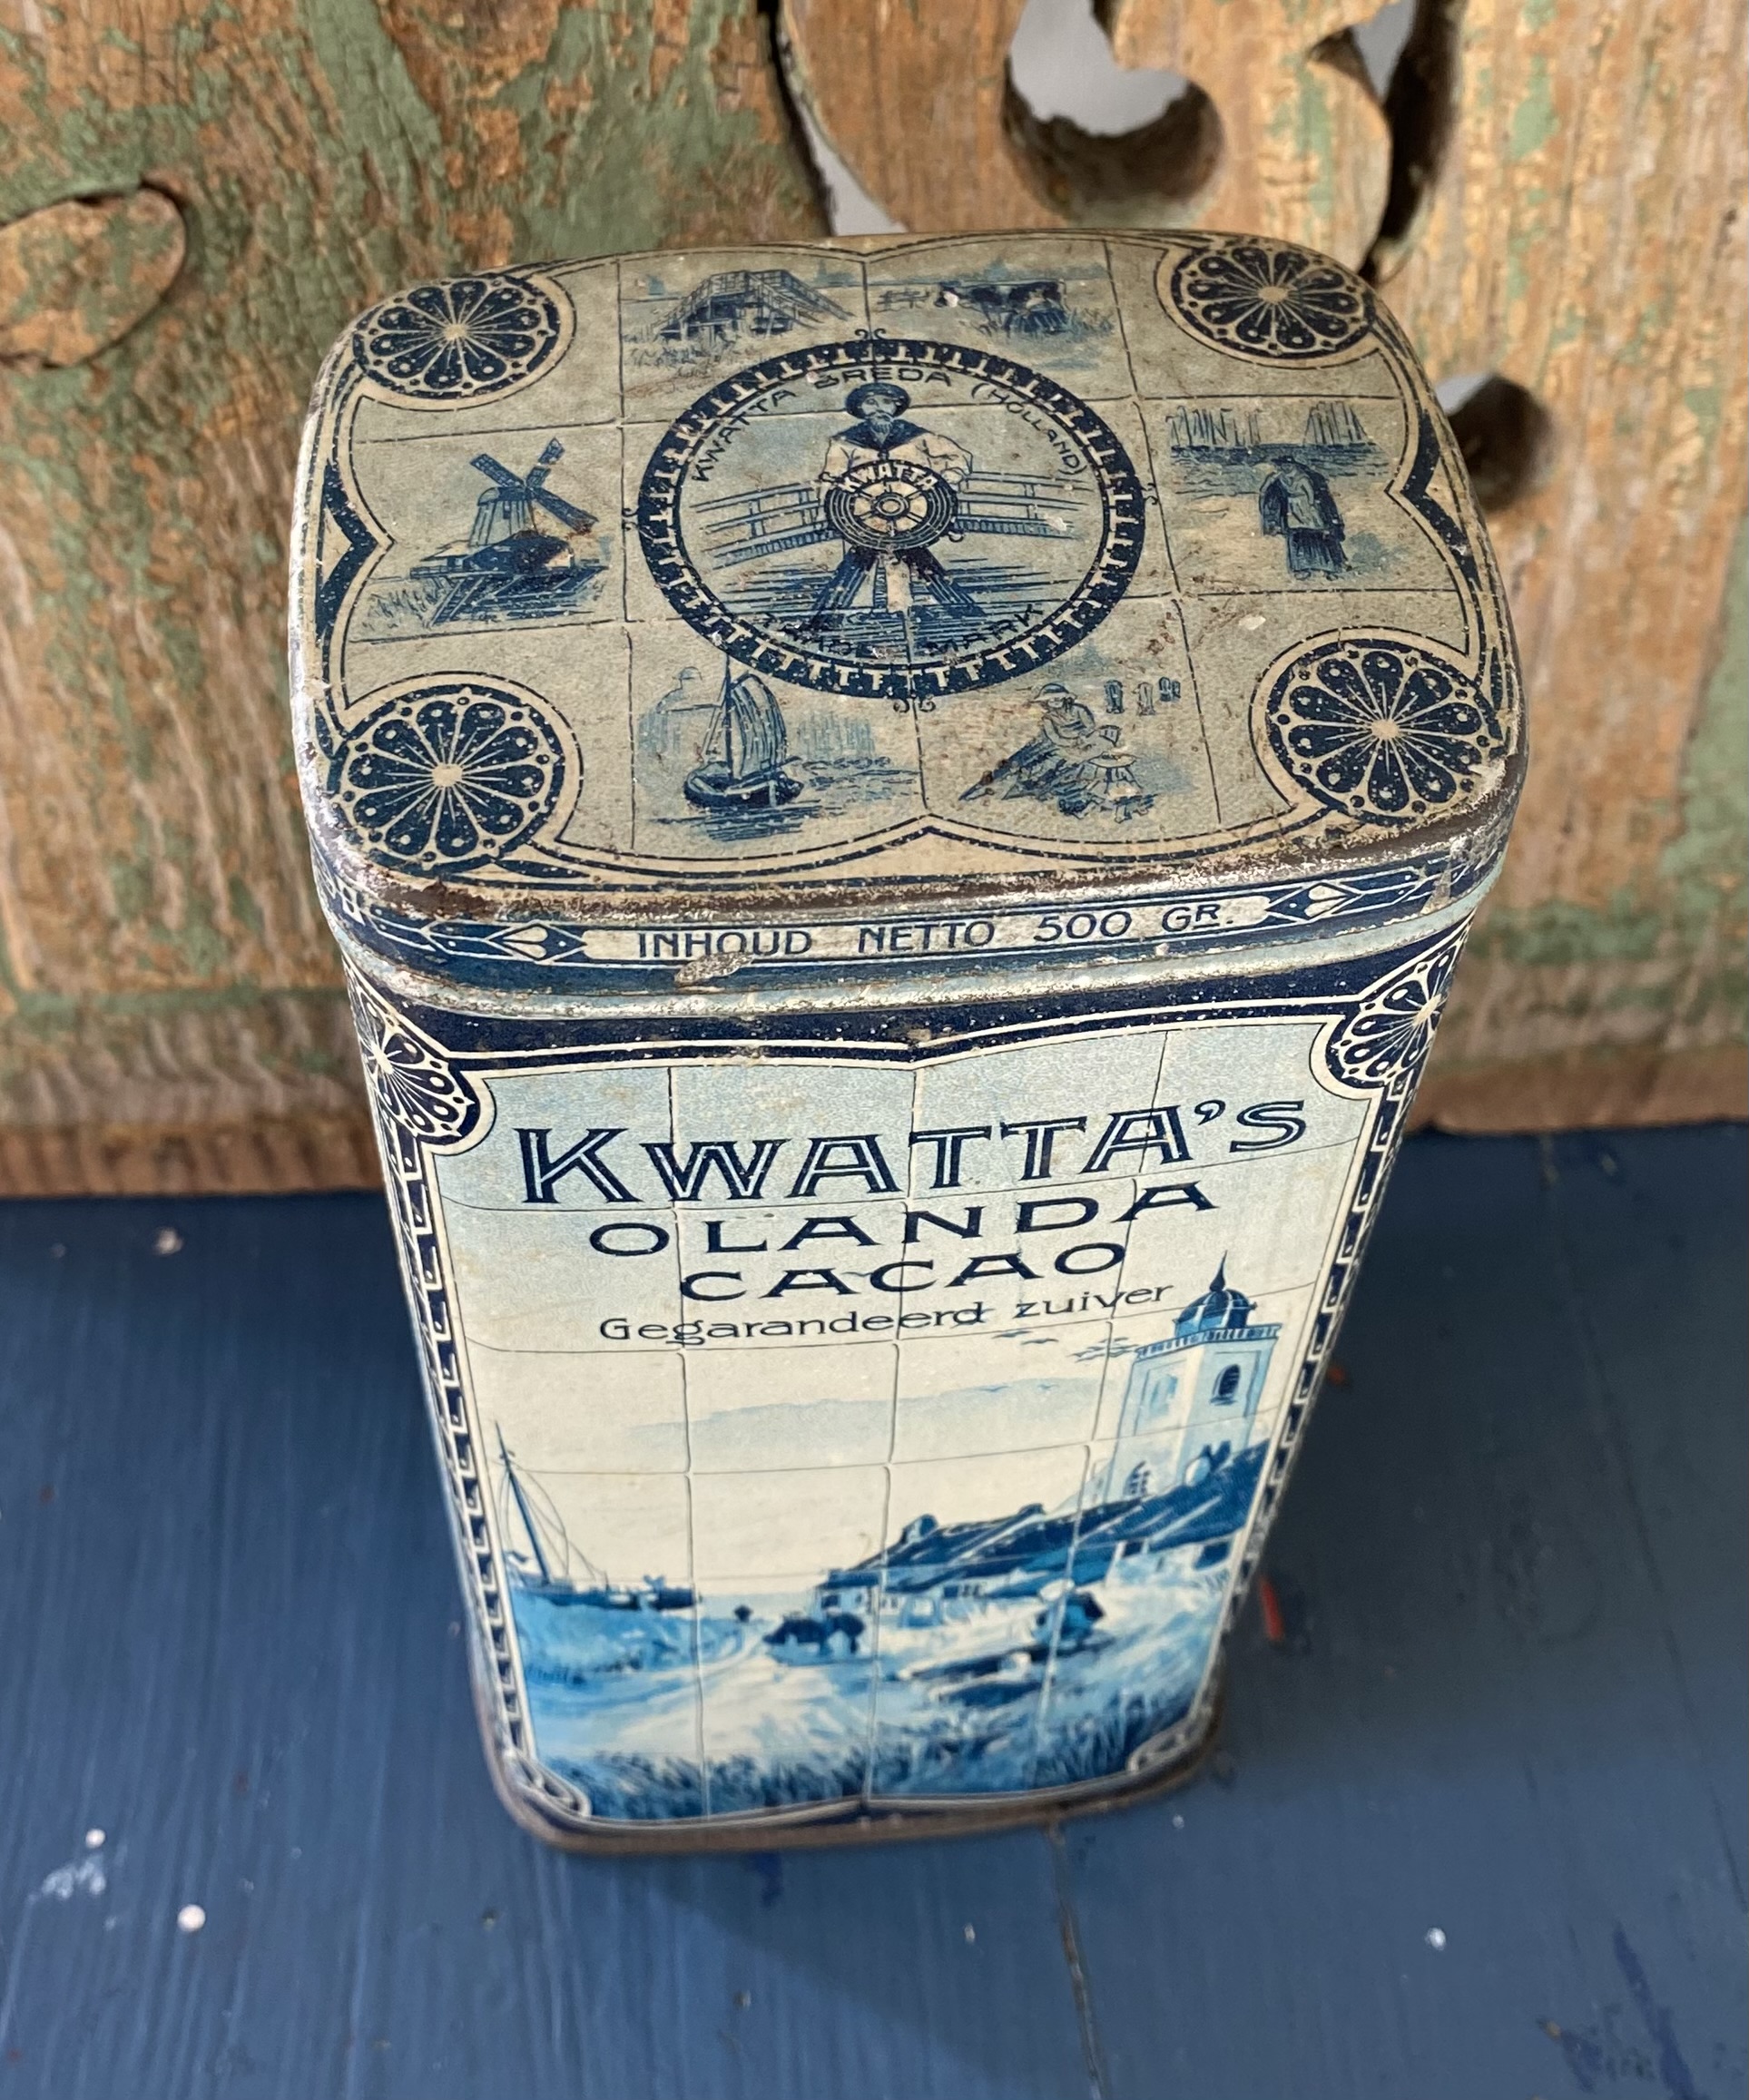 KWATTA BREDA (HOLLAND)
KWATTA
TRADE MARK
INHOUD NETTO 500 GR.
KWATTA'S
OLANDA
CACAO
Gegarandeerd zuiver